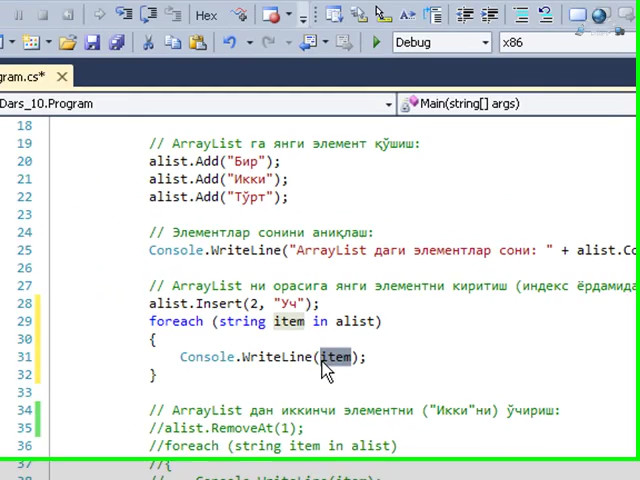 Hex
Debug
x86
gram.cs*
Dars_10.Program
Main(string[] args)
18
19 // ArrayList га янги элемент қўшиш:
20 alist.Add("Бир");
21 alist.Add("Икки");
22 alist.Add("Тўрт");
23
24 // Элементлар сонини аниқлаш:
25 Console.WriteLine("ArrayList даги элементлар сони: " + alist.Co
26
27 // ArrayList ни орасига янги элементни киритиш (индекс ёрдамида
28 alist.Insert(2, "Уч");
29 foreach (string item in alist)
30 {
31 Console.WriteLine(item);
32 }
33
34 // ArrayList дан иккинчи элементни ("Икки"ни) ўчириш:
35 //alist.RemoveAt(1);
36 //foreach (string item in alist)
37 //{
38 // Console.WriteLine(item);